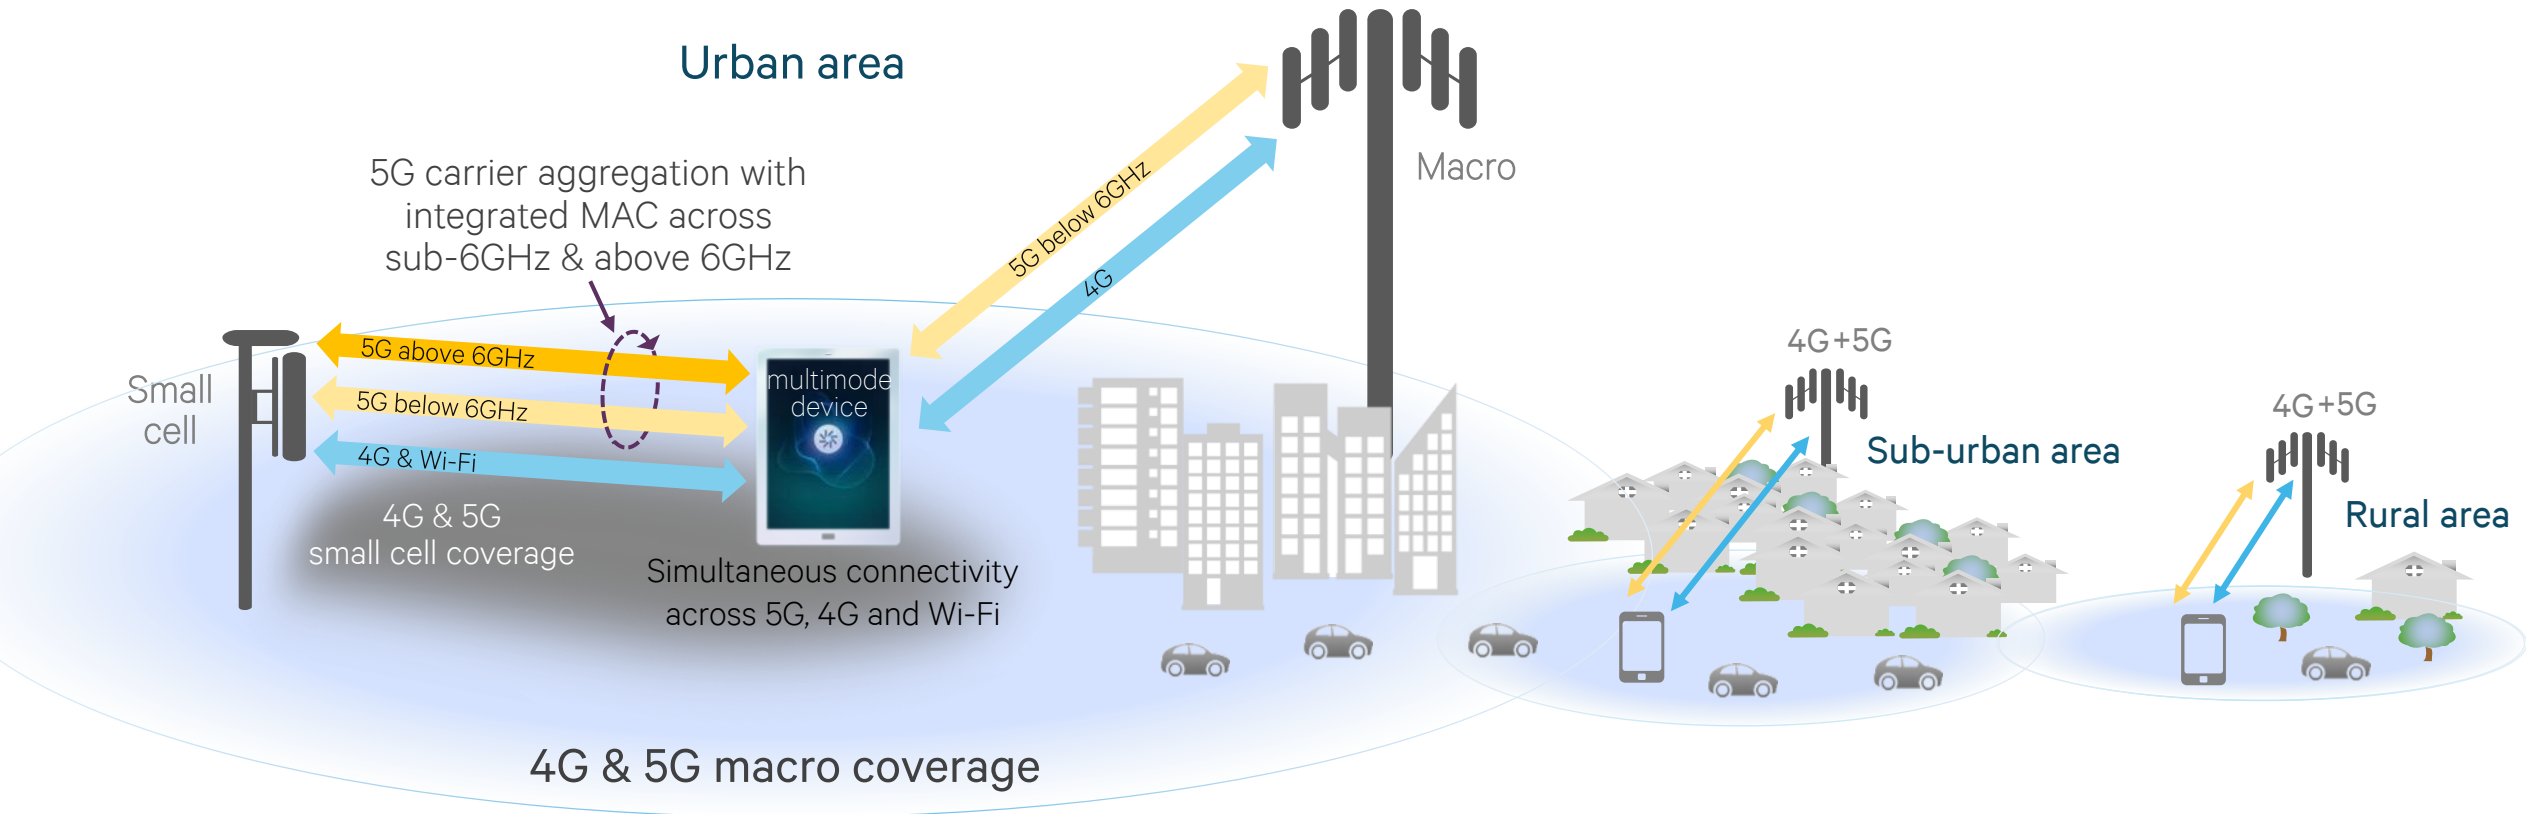 Urban area
5G carrier aggregation with
integrated MAC across
sub-6GHz & above 6GHz
Macro
5G below 6GHz
4G
Small
cell
5G above 6GHz
5G below 6GHz
4G & Wi-Fi
multimode
device
4G & 5G
small cell coverage
Simultaneous connectivity
across 5G, 4G and Wi-Fi
4G & 5G macro coverage
4G+5G
Sub-urban area
4G+5G
Rural area